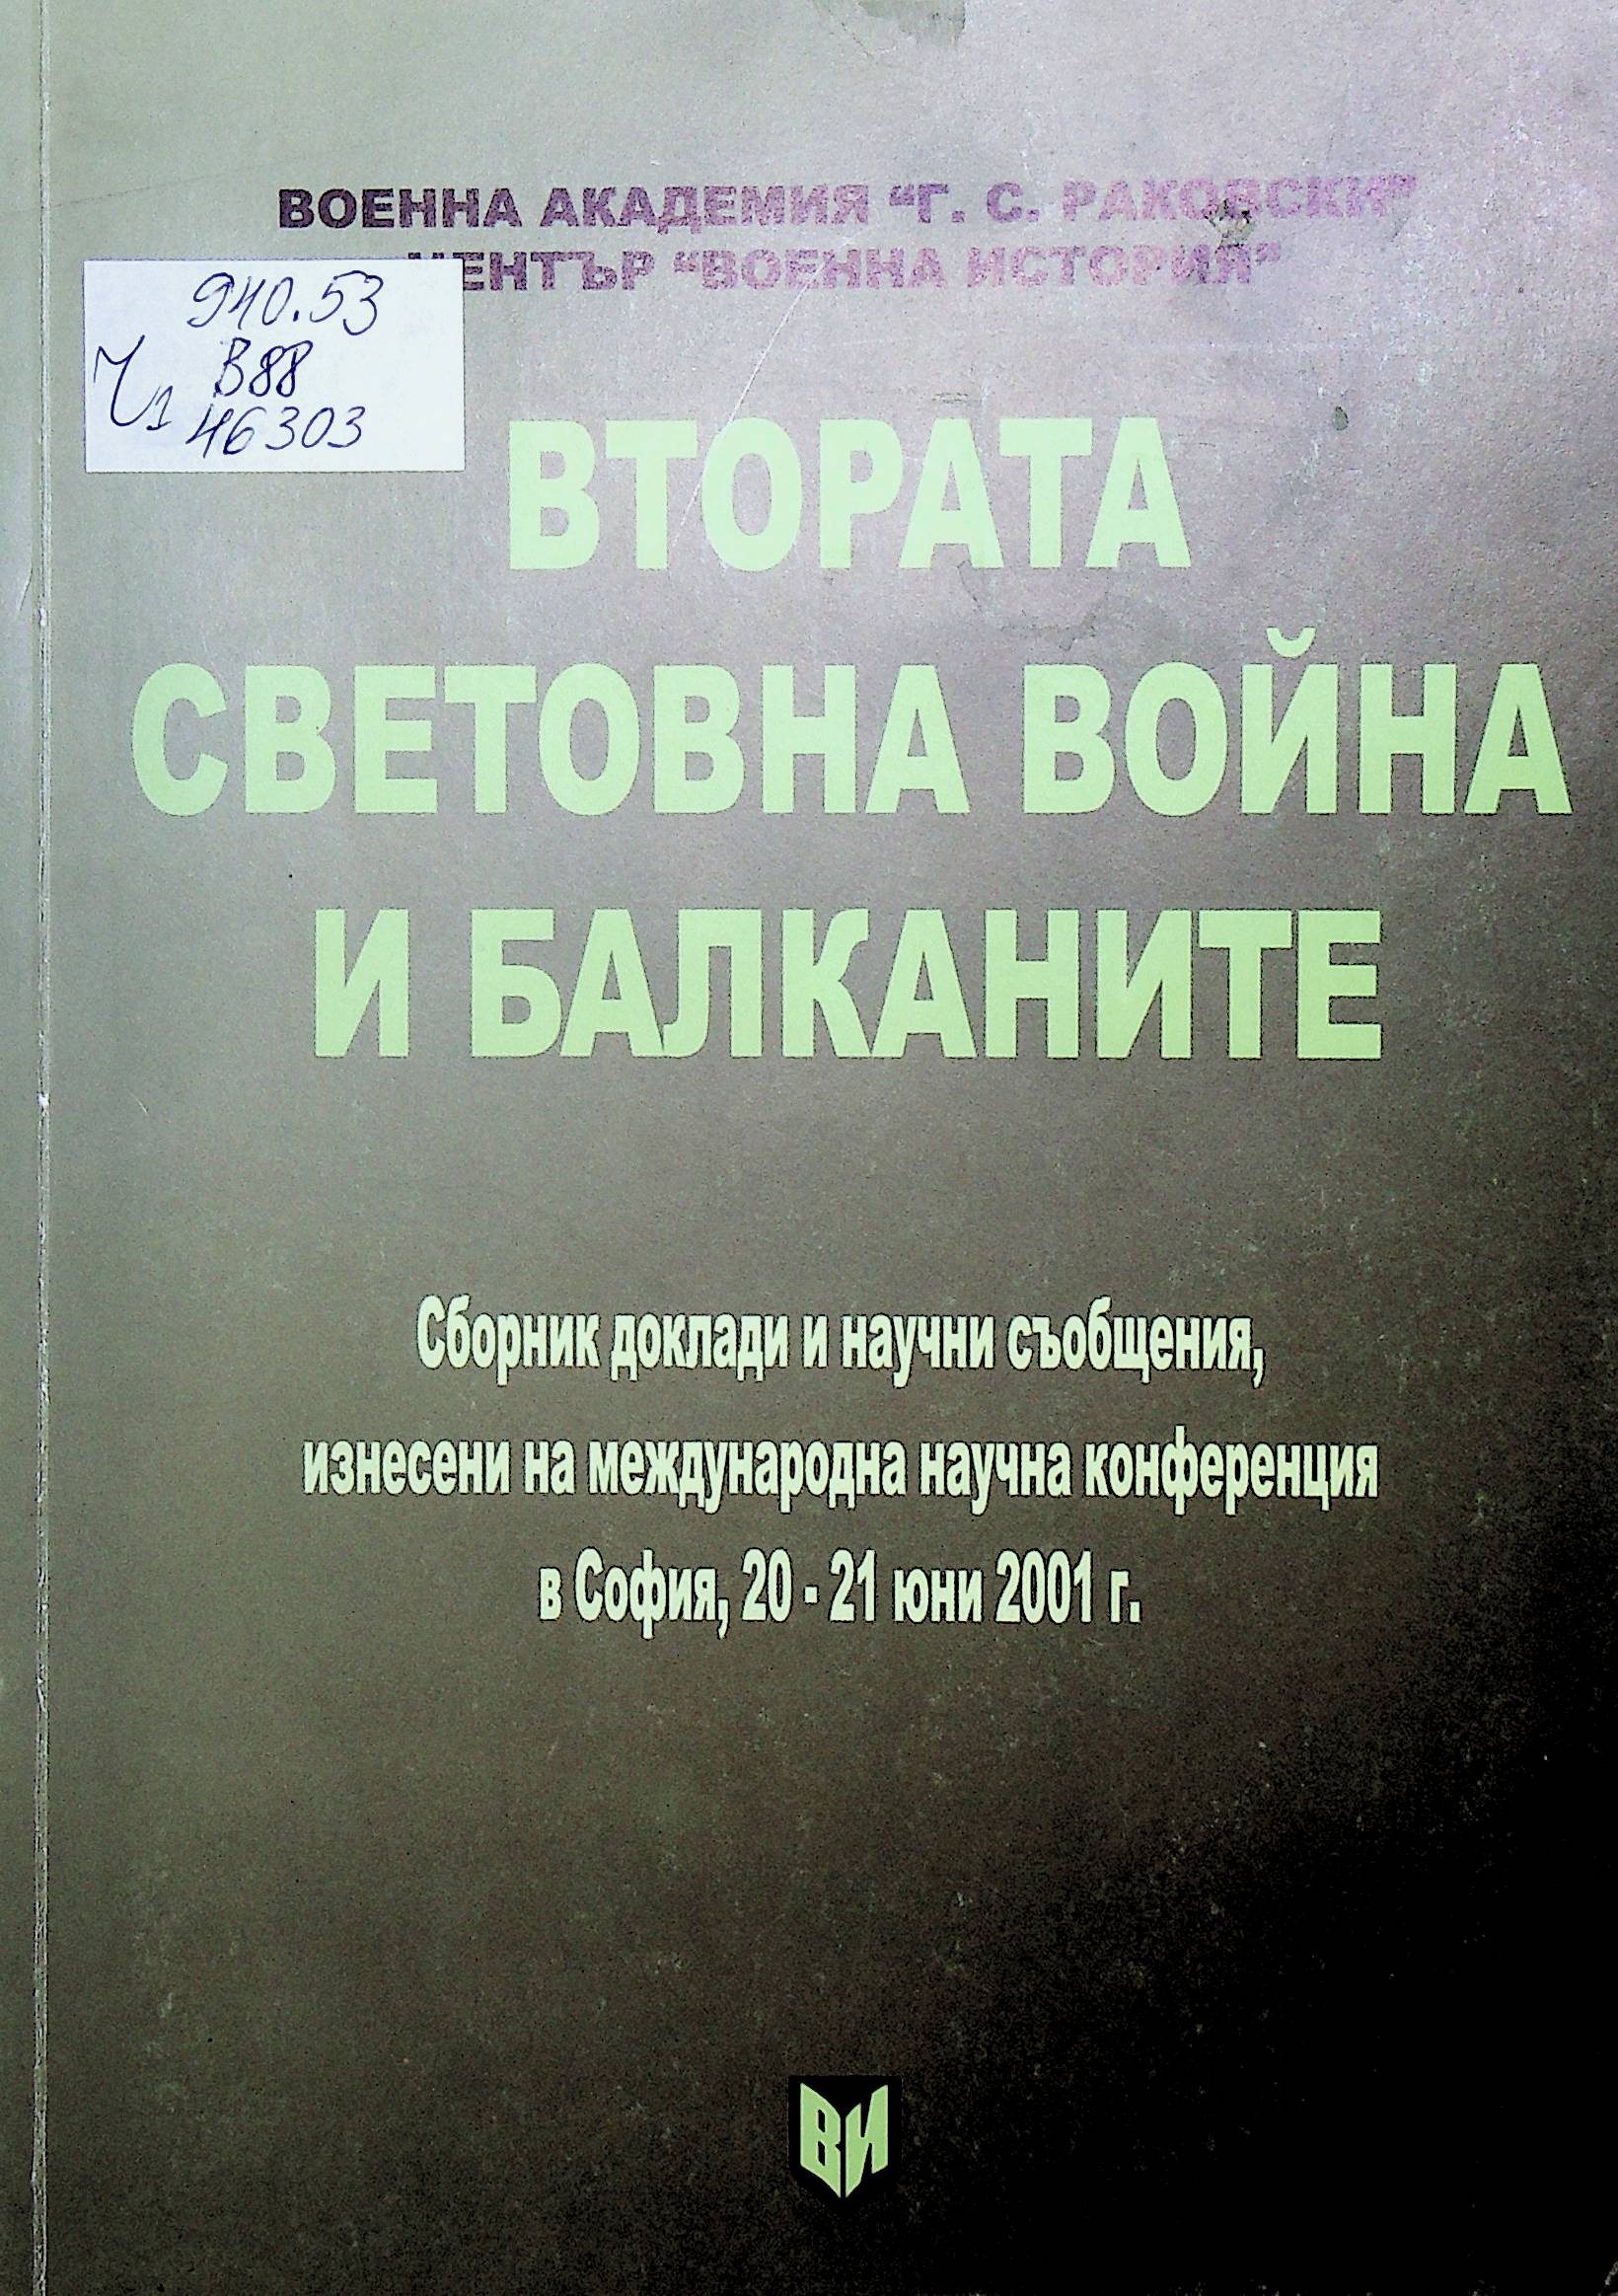 ВОЕННА АКАДЕМИЯ “Г. С. РАКОВСКИ”
ЦЕНТЪР “ВОЕННА ИСТОРИЯ”
940.53
В88
Ч1 46303
ВТОРАТА
СВЕТОВНА ВОЙНА
И БАЛКАНИТЕ
Сборник доклади и научни съобщения,
изнесени на международна научна конференция
в София, 20 - 21 юни 2001 г.
ВИ